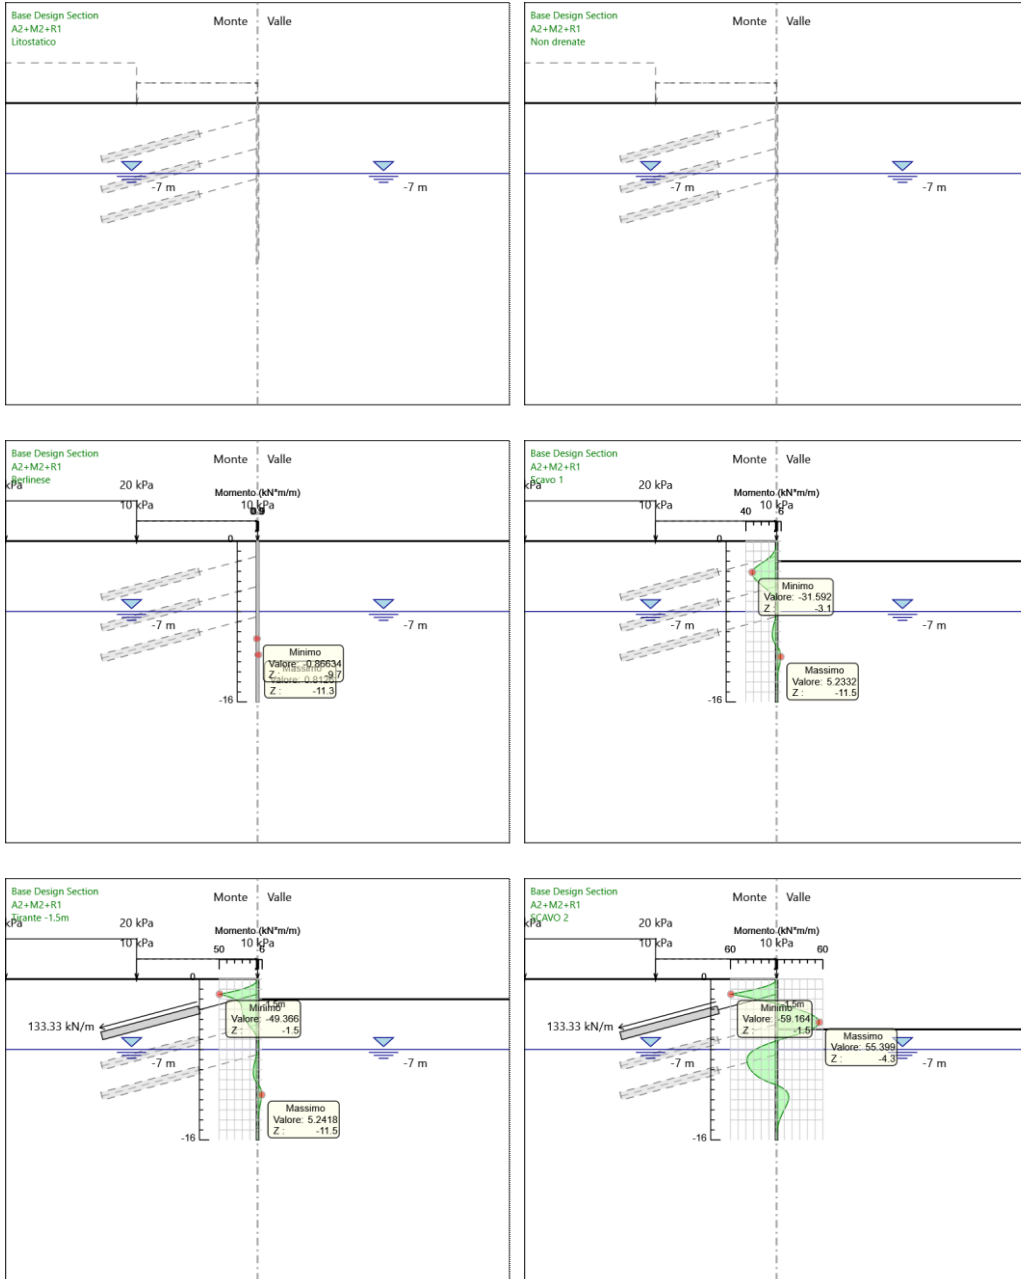 Base Design Section
A2+M2+R1
Litostatico
Monte Valle
-7 m
-7 m
Base Design Section
A2+M2+R1
Non drenate
Monte Valle
-7 m
-7 m
Base Design Section
A2+M2+R1
Berlinese
Monte Valle
kPa
20 kPa
10 kPa
Momento (kN*m/m)
10 kPa
0
-7 m
-7 m
Minimo
Valore: -0.86634
Z : -9.7
Massimo
Z : -11.3
-16
Base Design Section
A2+M2+R1
Scavo 1
Monte Valle
kPa
20 kPa
10 kPa
Momento (kN*m/m)
10 kPa
40
0
-7 m
-7 m
Minimo
Valore: -31.592
Z : -3.1
Massimo
Valore: 5.2332
Z : -11.5
-16
Base Design Section
A2+M2+R1
Tirante -1.5m
Monte Valle
kPa
20 kPa
10 kPa
Momento (kN*m/m)
10 kPa
50
0
133.33 kN/m
-7 m
-7 m
Minimo
Valore: -49.366
Z : -1.5
Massimo
Valore: 5.2418
Z : -11.5
-16
Base Design Section
A2+M2+R1
SCAVO 2
Monte Valle
kPa
20 kPa
10 kPa
Momento (kN*m/m)
10 kPa
60 60
0
133.33 kN/m
-7 m
-7 m
Minimo
Valore: -59.164
Z : -1.5
Massimo
Valore: 55.399
Z : -4.3
-16